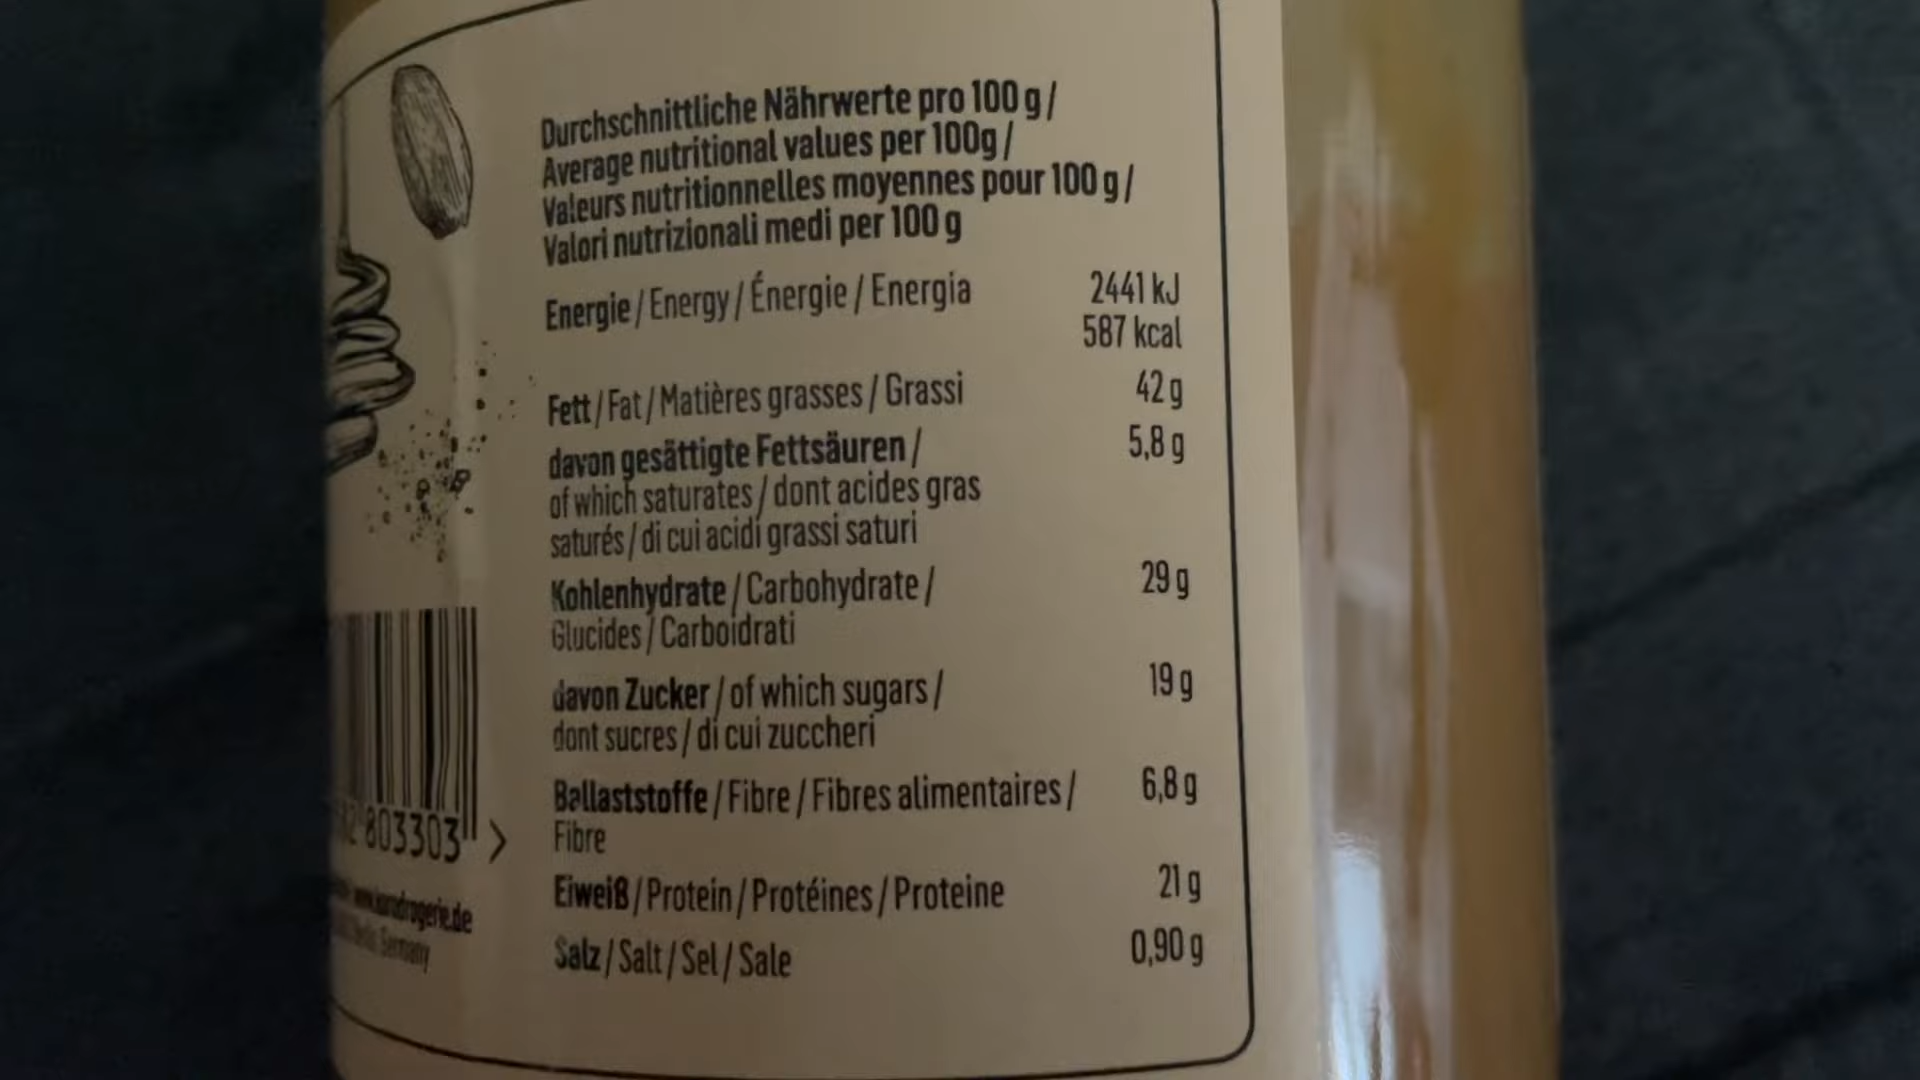 Durchschnittliche Nährwerte pro 100 g /
Average nutritional values per 100g /
Valeurs nutritionnelles moyennes pour 100 g /
Valori nutrizionali medi per 100 g
Energie / Energy / Énergie / Energia 2441 kJ
587 kcal
Fett / Fat / Matières grasses / Grassi 42 g
davon gesättigte Fettsäuren / 5,8 g
of which saturates / dont acides gras
saturés / di cui acidi grassi saturi
Kohlenhydrate / Carbohydrate / 29 g
Glucides / Carboidrati
davon Zucker / of which sugars / 19 g
dont sucres / di cui zuccheri
Ballaststoffe / Fibre / Fibres alimentaires / 6,8 g
Fibre
Eiweiß / Protein / Protéines / Proteine 21 g
Salz / Salt / Sel / Sale 0,90 g
803303 >
Germany